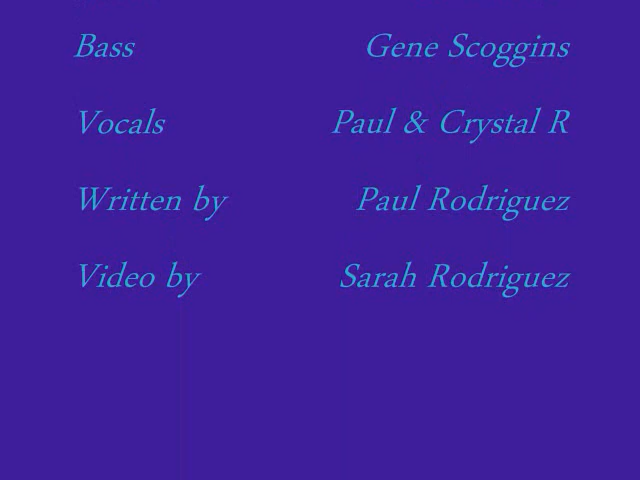 Bass Gene Scoggins
Vocals Paul & Crystal R
Written by Paul Rodriguez
Video by Sarah Rodriguez